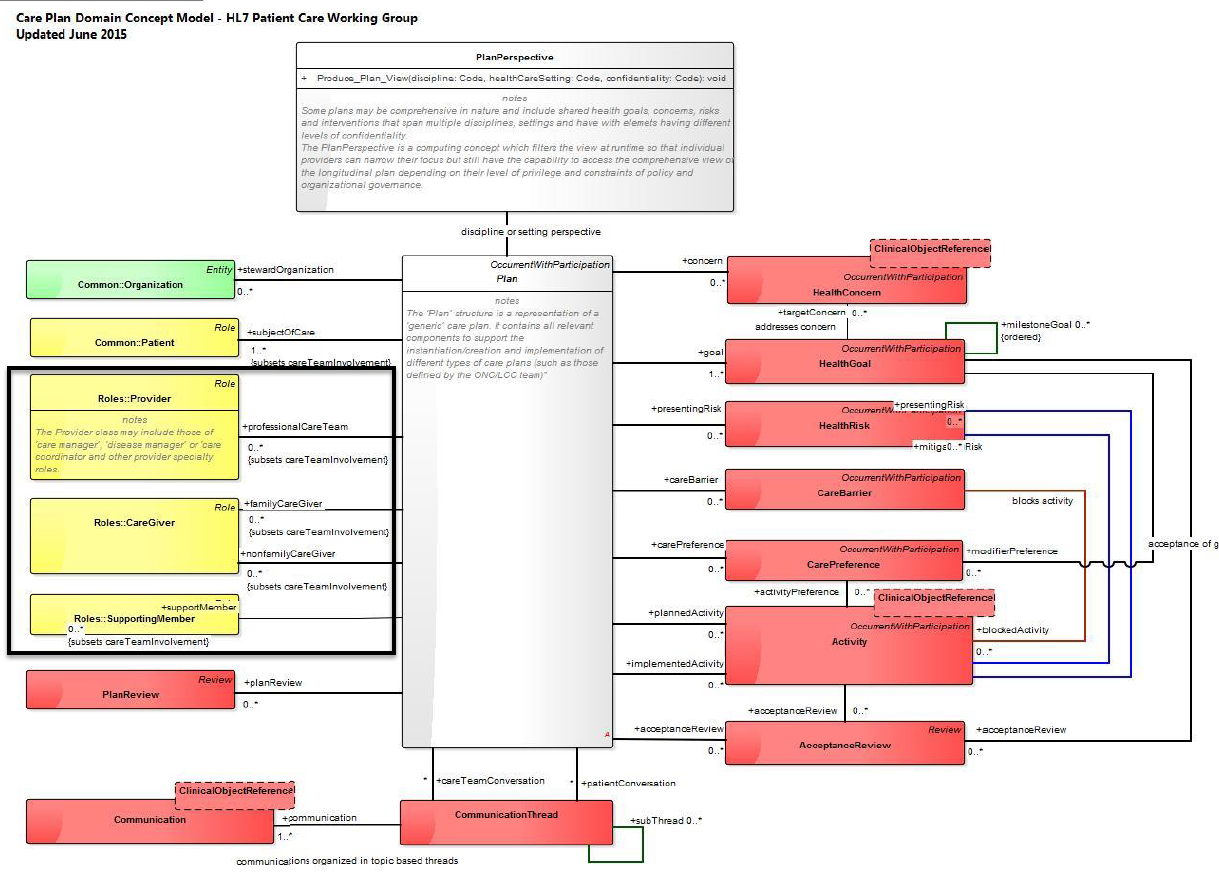 Care Plan Domain Concept Model - HL7 Patient Care Working Group
Updated June 2015
PlanPerspective
+ Produce_Plan_View(discipline: Code, healthCareSetting: Code, confidentiality: Code): void
notes
Some plans may be comprehensive in nature and include shared health goals, concerns, risks
and interventions that span multiple disciplines, settings and have with elemets having different
levels of confidentiality.
The PlanPerspective is a computing concept which filters the view at runtime so that individual
providers can narrow their focus but still have the capability to access the comprehensive view of
the longitudinal plan depending on their level of privilege and constraints of policy and
organizational governance.
discipline or setting perspective
Entity
Common::Organization
+stewardOrganization
0..*
Role
Common::Patient
+subjectOfCare
1..*
{subsets careTeamInvolvement}
Role
Roles::Provider
notes
The Provider class may include those of
'care manager', 'disease manager' or 'care
coordinator and other provider specialty
roles.
+professionalCareTeam
0..*
{subsets careTeamInvolvement}
Role
Roles::CareGiver
+familyCareGiver
0..*
{subsets careTeamInvolvement}
+nonfamilyCareGiver
0..*
{subsets careTeamInvolvement}
+supportMember
Roles::SupportingMember
0..*
{subsets careTeamInvolvement}
Review
PlanReview
+planReview
0..*
OccurrentWithParticipation
Plan
notes
The 'Plan' structure is a representation of a
'generic' care plan. It contains all relevant
components to support the
instantiation/creation and implementation of
different types of care plans (such as those
defined by the ONC/LCC team)"
A
+concern
0..*
ClinicalObjectReference
OccurrentWithParticipation
HealthConcern
+targetConcern 0..*
addresses concern
+milestoneGoal 0..*
{ordered}
+goal
1..*
OccurrentWithParticipation
HealthGoal
+presentingRisk
0..*
HealthRisk
+presentingRisk
0..*
+mitiga0..* Risk
+careBarrier
0..*
OccurrentWithParticipation
CareBarrier
blocks activity
acceptance of g
+carePreference
0..*
OccurrentWithParticipation
CarePreference
+modifierPreference
0..*
+activityPreference
0..*
ClinicalObjectReference
+plannedActivity
0..*
OccurrentWithParticipation
Activity
+blockedActivity
0..*
+implementedActivity
0..*
+acceptanceReview
0..*
+acceptanceReview
0..*
Review
AcceptanceReview
+acceptanceReview
0..*
* +careTeamConversation
* +patientConversation
ClinicalObjectReference
Communication
+communication
1..*
CommunicationThread
+subThread 0..*
communications organized in topic based threads